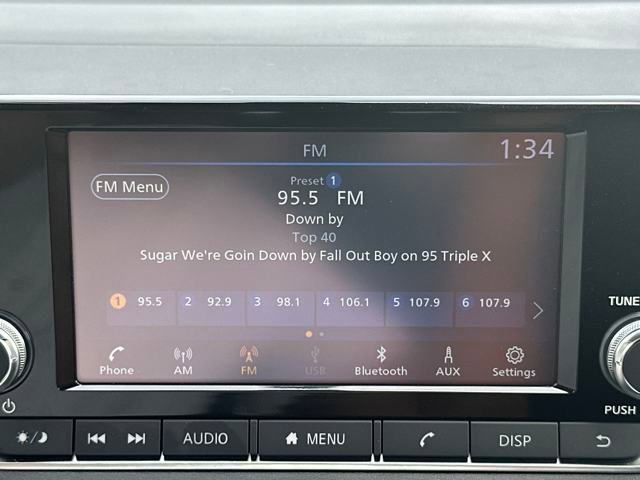 FM 1:34
FM Menu
Preset 1
95.5 FM
Down by
Top 40
Sugar We're Goin Down by Fall Out Boy on 95 Triple X
1 95.5 2 92.9 3 98.1 4 106.1 5 107.9 6 107.9
Phone AM FM USB Bluetooth AUX Settings
TUNE
PUSH
AUDIO MENU DISP